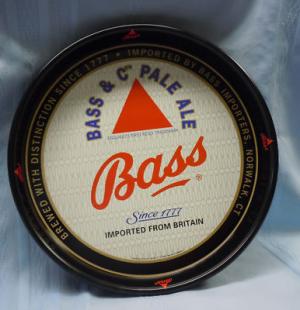 BREWED WITH DISTINCTION SINCE 1777 • IMPORTED BY BASS IMPORTERS, NORWALK, CT
BASS & Cº PALE ALE
Bass
®
Since 1777
IMPORTED FROM BRITAIN